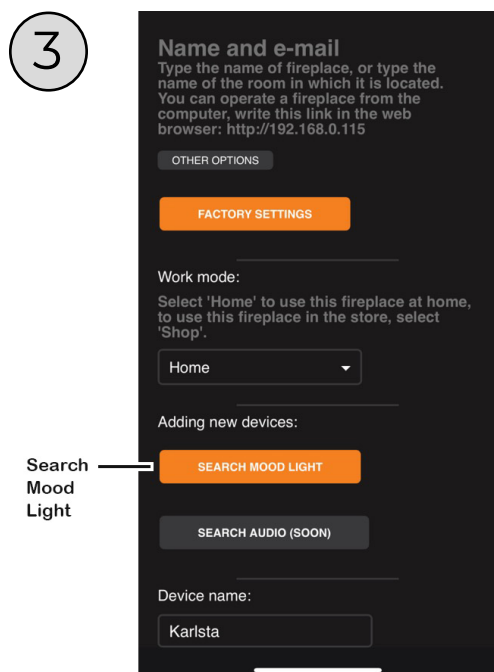 3
Name and e-mail
Type the name of fireplace, or type the
name of the room in which it is located.
You can operate a fireplace from the
computer, write this link in the web
browser: http://192.168.0.115
OTHER OPTIONS
FACTORY SETTINGS
Work mode:
Select 'Home' to use this fireplace at home,
to use this fireplace in the store, select
'Shop'.
Home
Adding new devices:
Search
Mood
Light
SEARCH MOOD LIGHT
SEARCH AUDIO (SOON)
Device name:
Karlsta